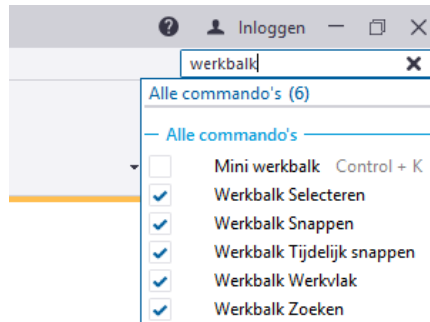 Inloggen
werkbalk
Alle commando's (6)
Alle commando's
Mini werkbalk Control + K
Werkbalk Selecteren
Werkbalk Snappen
Werkbalk Tijdelijk snappen
Werkbalk Werkvlak
Werkbalk Zoeken